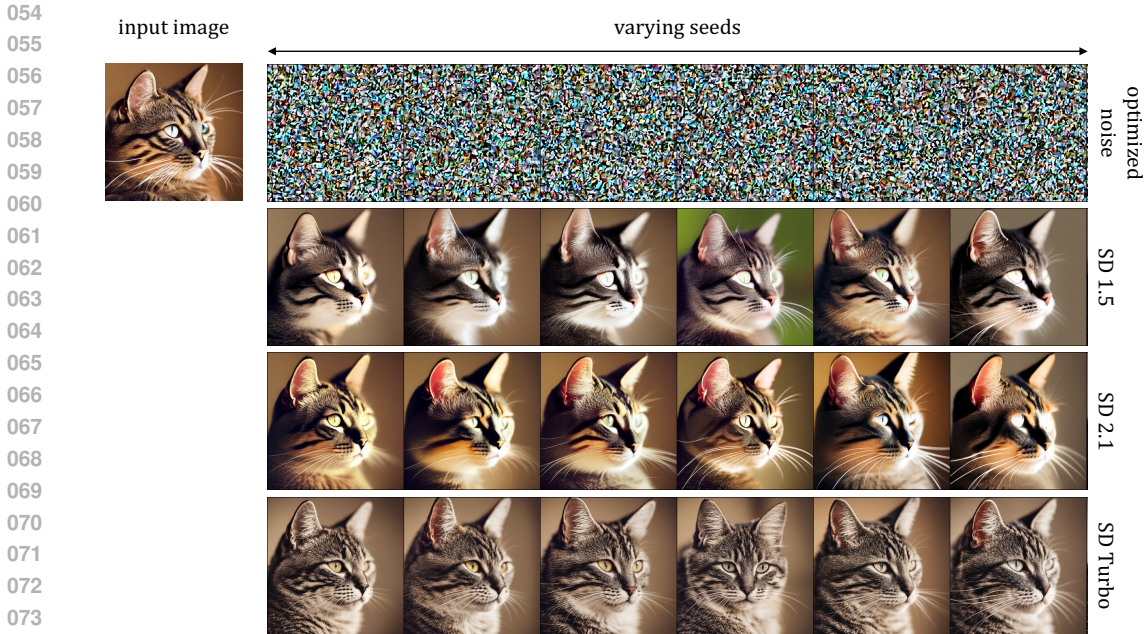 054
055
056
057
058
059
060
061
062
063
064
065
066
067
068
069
070
071
072
073
input image
varying seeds
optimized
noise
SD 1.5
SD 2.1
SD Turbo